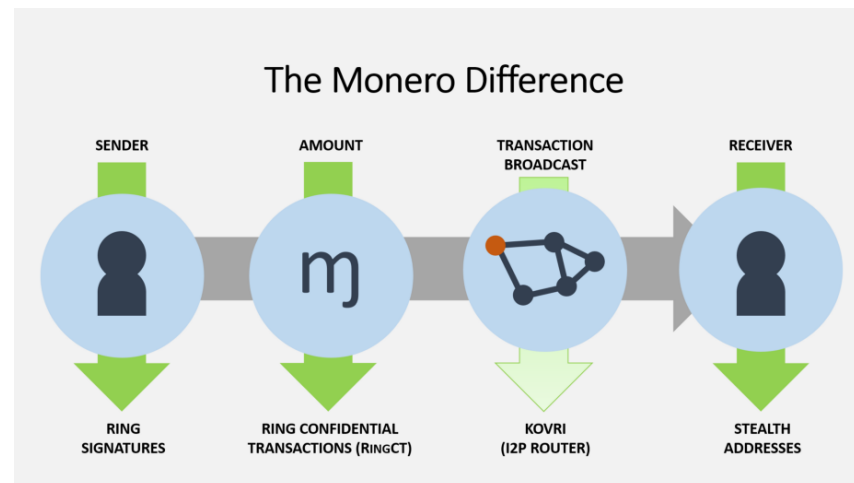 The Monero Difference
SENDER
AMOUNT
TRANSACTION
BROADCAST
RECEIVER
ɱ
RING
SIGNATURES
RING CONFIDENTIAL
TRANSACTIONS (RINGCT)
KOVRI
(I2P ROUTER)
STEALTH
ADDRESSES